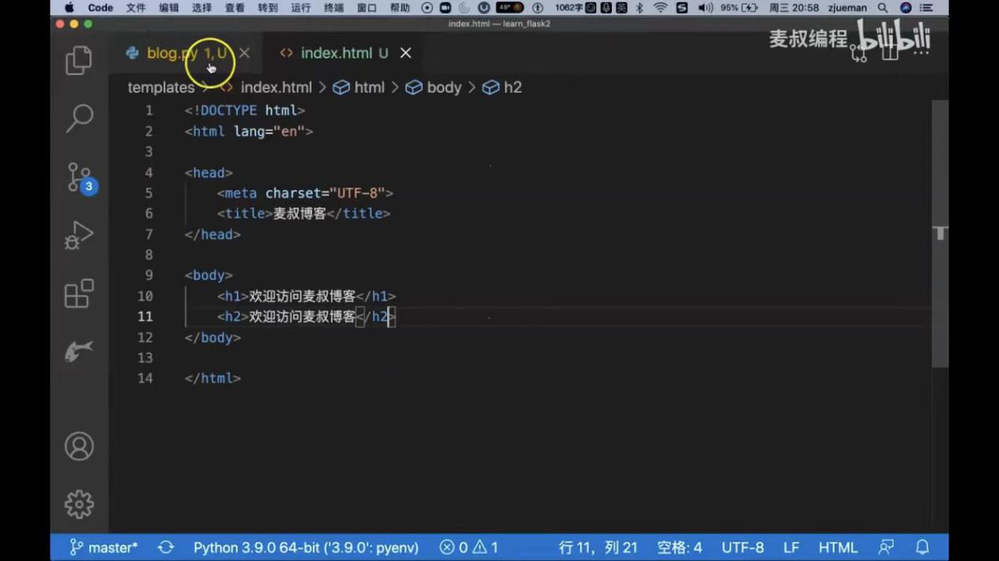 Code 文件 编辑 选择 查看 转到 运行 终端 窗口 帮助 48° 1062字 英 95% 周三 20:58 zjueman
index.html — learn_flask2
麦叔编程 bilibili
blog.py 1, U index.html U
templates > <> index.html > html > body > h2
1 <!DOCTYPE html>
2 <html lang="en">
3
4 <head>
5 <meta charset="UTF-8">
6 <title>麦叔博客</title>
7 </head>
8
9 <body>
10 <h1>欢迎访问麦叔博客</h1>
11 <h2>欢迎访问麦叔博客</h2>
12 </body>
13
14 </html>
3
master* Python 3.9.0 64-bit ('3.9.0': pyenv) 0 1 行 11, 列 21 空格: 4 UTF-8 LF HTML